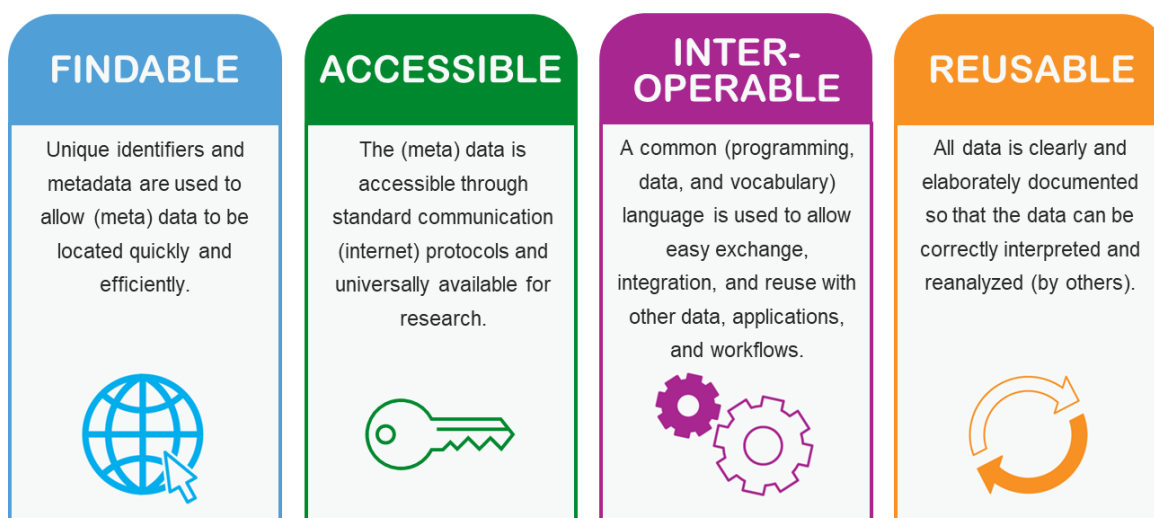 FINDABLE
Unique identifiers and
metadata are used to
allow (meta) data to be
located quickly and
efficiently.
ACCESSIBLE
The (meta) data is
accessible through
standard communication
(internet) protocols and
universally available for
research.
INTER-
OPERABLE
A common (programming,
data, and vocabulary)
language is used to allow
easy exchange,
integration, and reuse with
other data, applications,
and workflows.
REUSABLE
All data is clearly and
elaborately documented
so that the data can be
correctly interpreted and
reanalyzed (by others).